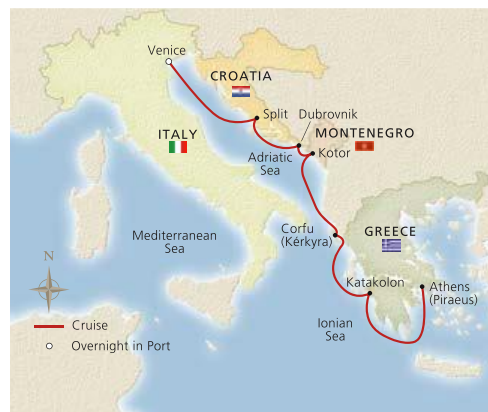 Venice
CROATIA
Split
Dubrovnik
ITALY
MONTENEGRO
Adriatic
Sea
Kotor
Mediterranean
Sea
Corfu
(Kérkyra)
GREECE
N
Katakolon
Athens
(Piraeus)
Ionian
Sea
Cruise
Overnight in Port